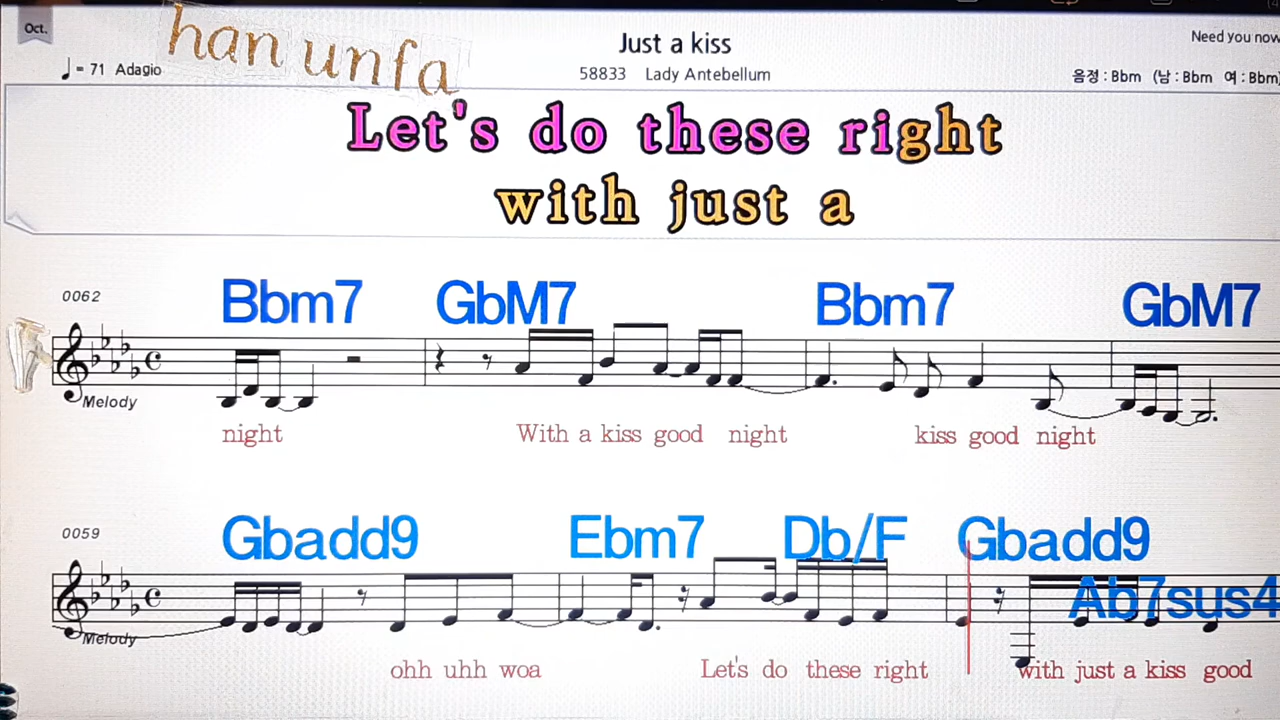 Oct.
han unfa
Just a kiss
Need you now
♩= 71 Adagio
58833 Lady Antebellum
음정 : Bbm (남 : Bbm 여 : Bbm)
Let's do these right
with just a
0062
Bbm7 GbM7 Bbm7 GbM7
Melody
night With a kiss good night kiss good night
0059
Gbadd9 Ebm7 Db/F Gbadd9
Ab7sus4
Melody
ohh uhh woa Let's do these right with just a kiss good